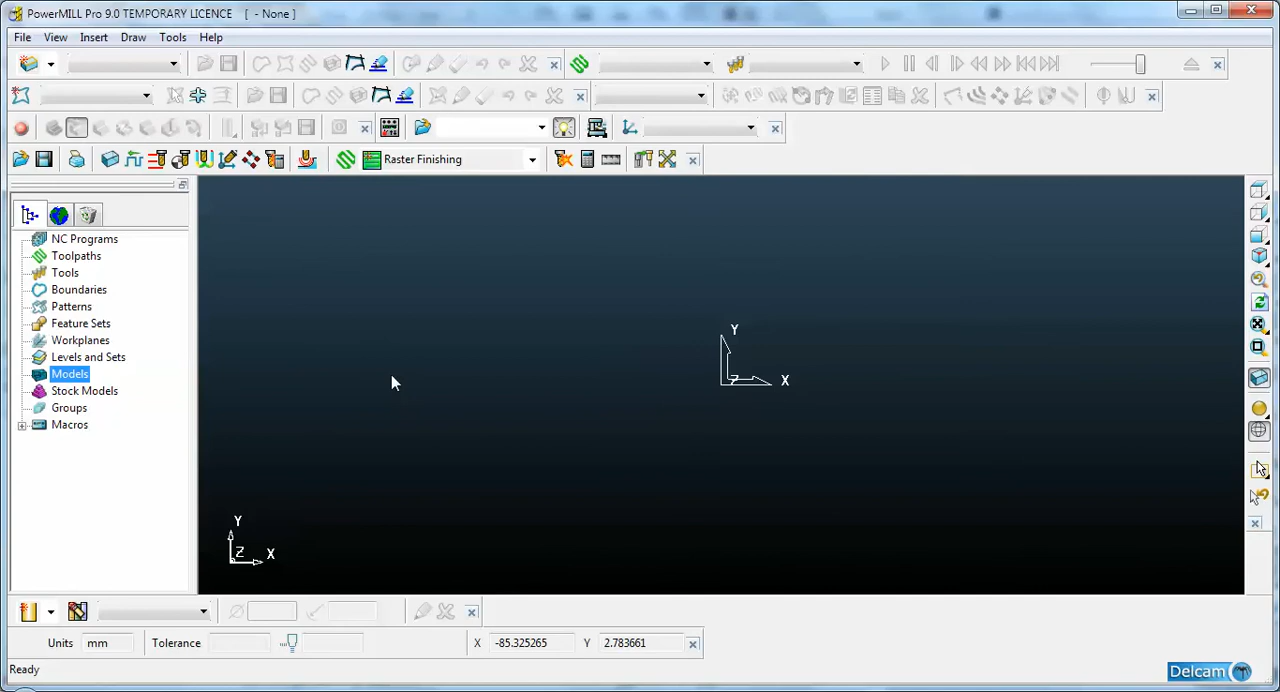 PowerMILL Pro 9.0 TEMPORARY LICENCE [ - None ]
File View Insert Draw Tools Help
Raster Finishing
NC Programs
Toolpaths
Tools
Boundaries
Patterns
Feature Sets
Workplanes
Levels and Sets
Models
Stock Models
Groups
Macros
Y
Z X
Y
Z X
Units mm Tolerance X -85.325265 Y 2.783661
Ready
Delcam